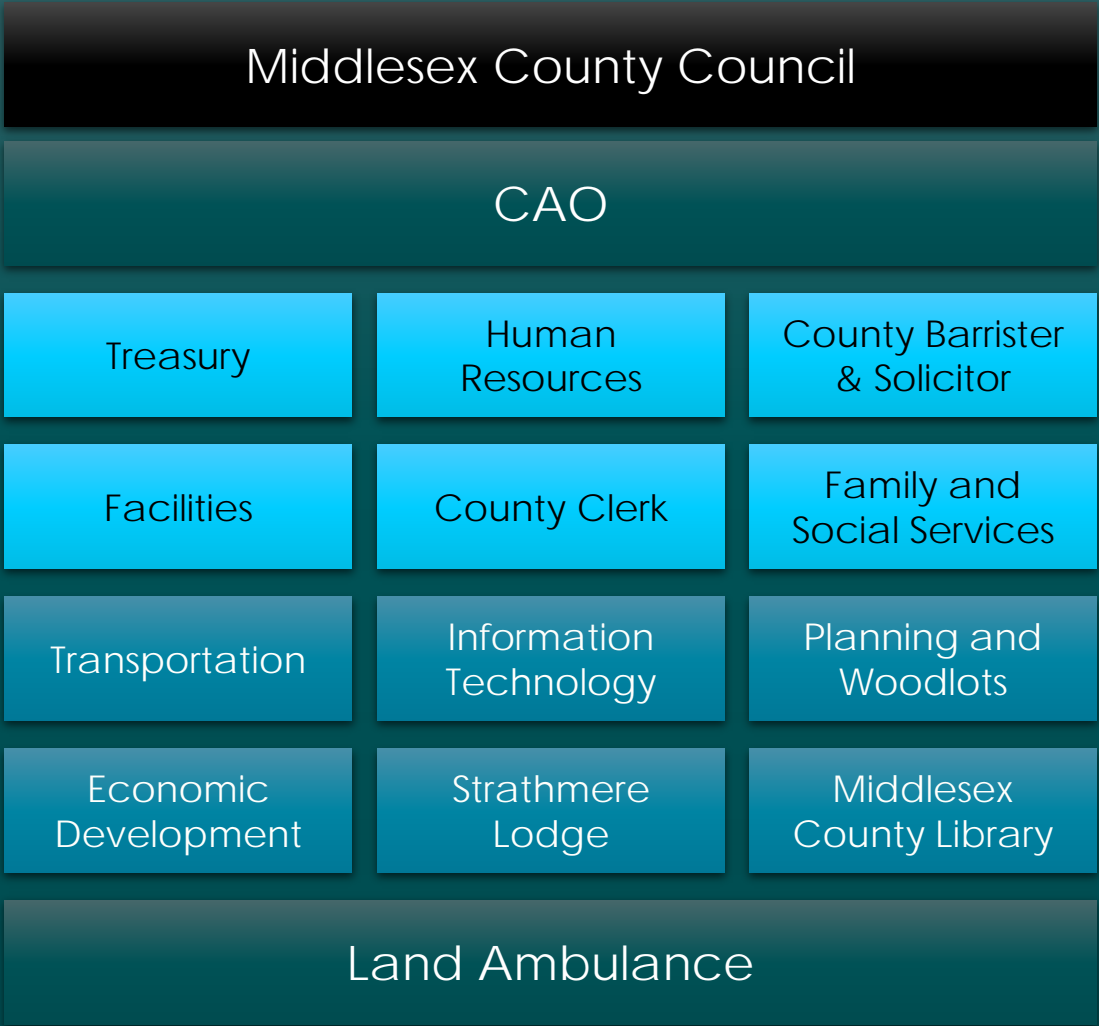 Middlesex County Council
CAO
Treasury
Human
Resources
County Barrister
& Solicitor
Facilities
County Clerk
Family and
Social Services
Transportation
Information
Technology
Planning and
Woodlots
Economic
Development
Strathmere
Lodge
Middlesex
County Library
Land Ambulance